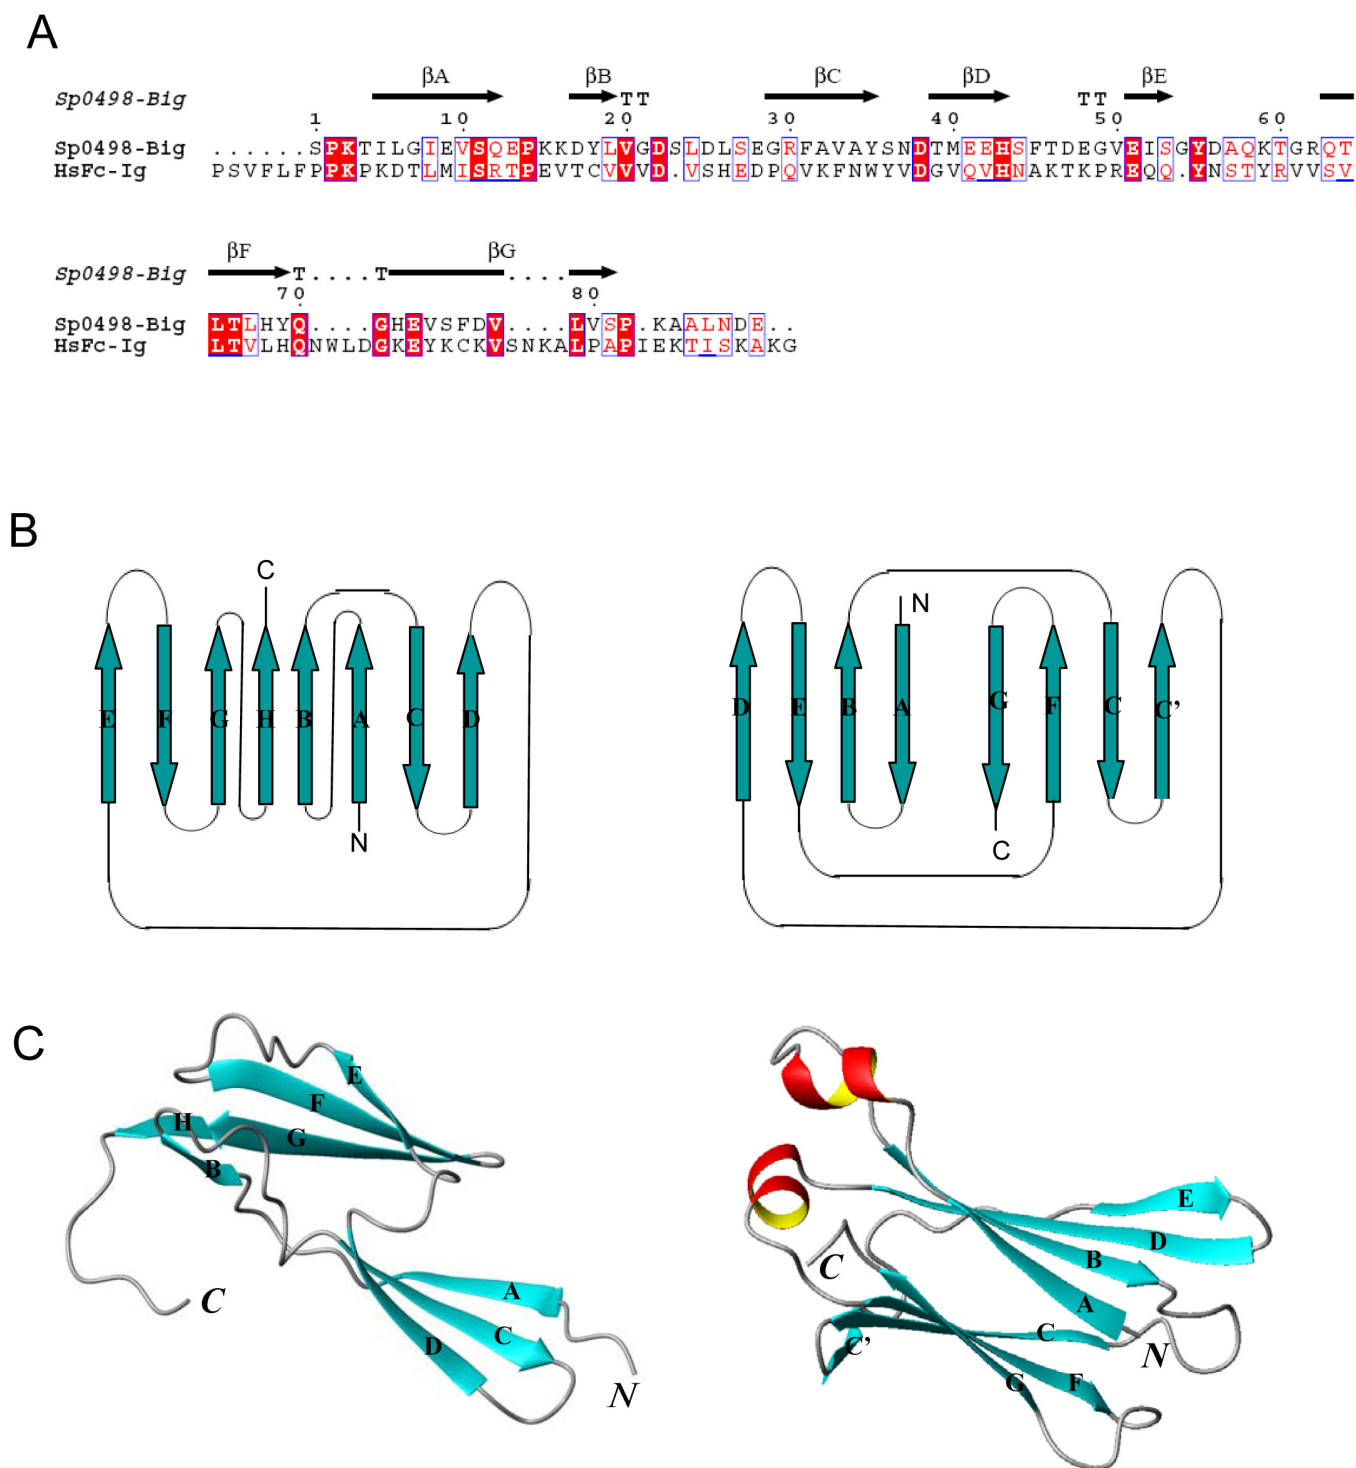 A
βA βB βC βD βE
Sp0498-Big TT TT
1 10 20 30 40 50 60
Sp0498-Big ......SPKTILGIEVSQEPKKDYLVGDSLDLSEGRFAVAYSNDTMEEHSFTDEGVEISGYDAQKTGRQT
HsFc-Ig PSVFLFPPKPKDTLMISRTPEVTCVVVD.VSHEDPQVKFNWYVDGVQVHNAKTKPREQQ.YNSTYRVVSV
βF βG
Sp0498-Big T....T ....
70 80
Sp0498-Big LTLHYQ....GHEVSFDV....LVSP.KAALNDE..
HsFc-Ig LTVLHQNWLDGKEYKCKVSNKALPAPIEKTISKAKG
B
C
N
E F G H B A C D
D E B A G F C C’
N
C
C
E
F
H
G
B
A
C
D
C
N
E
D
B
A
C
C’
G
F
C
N